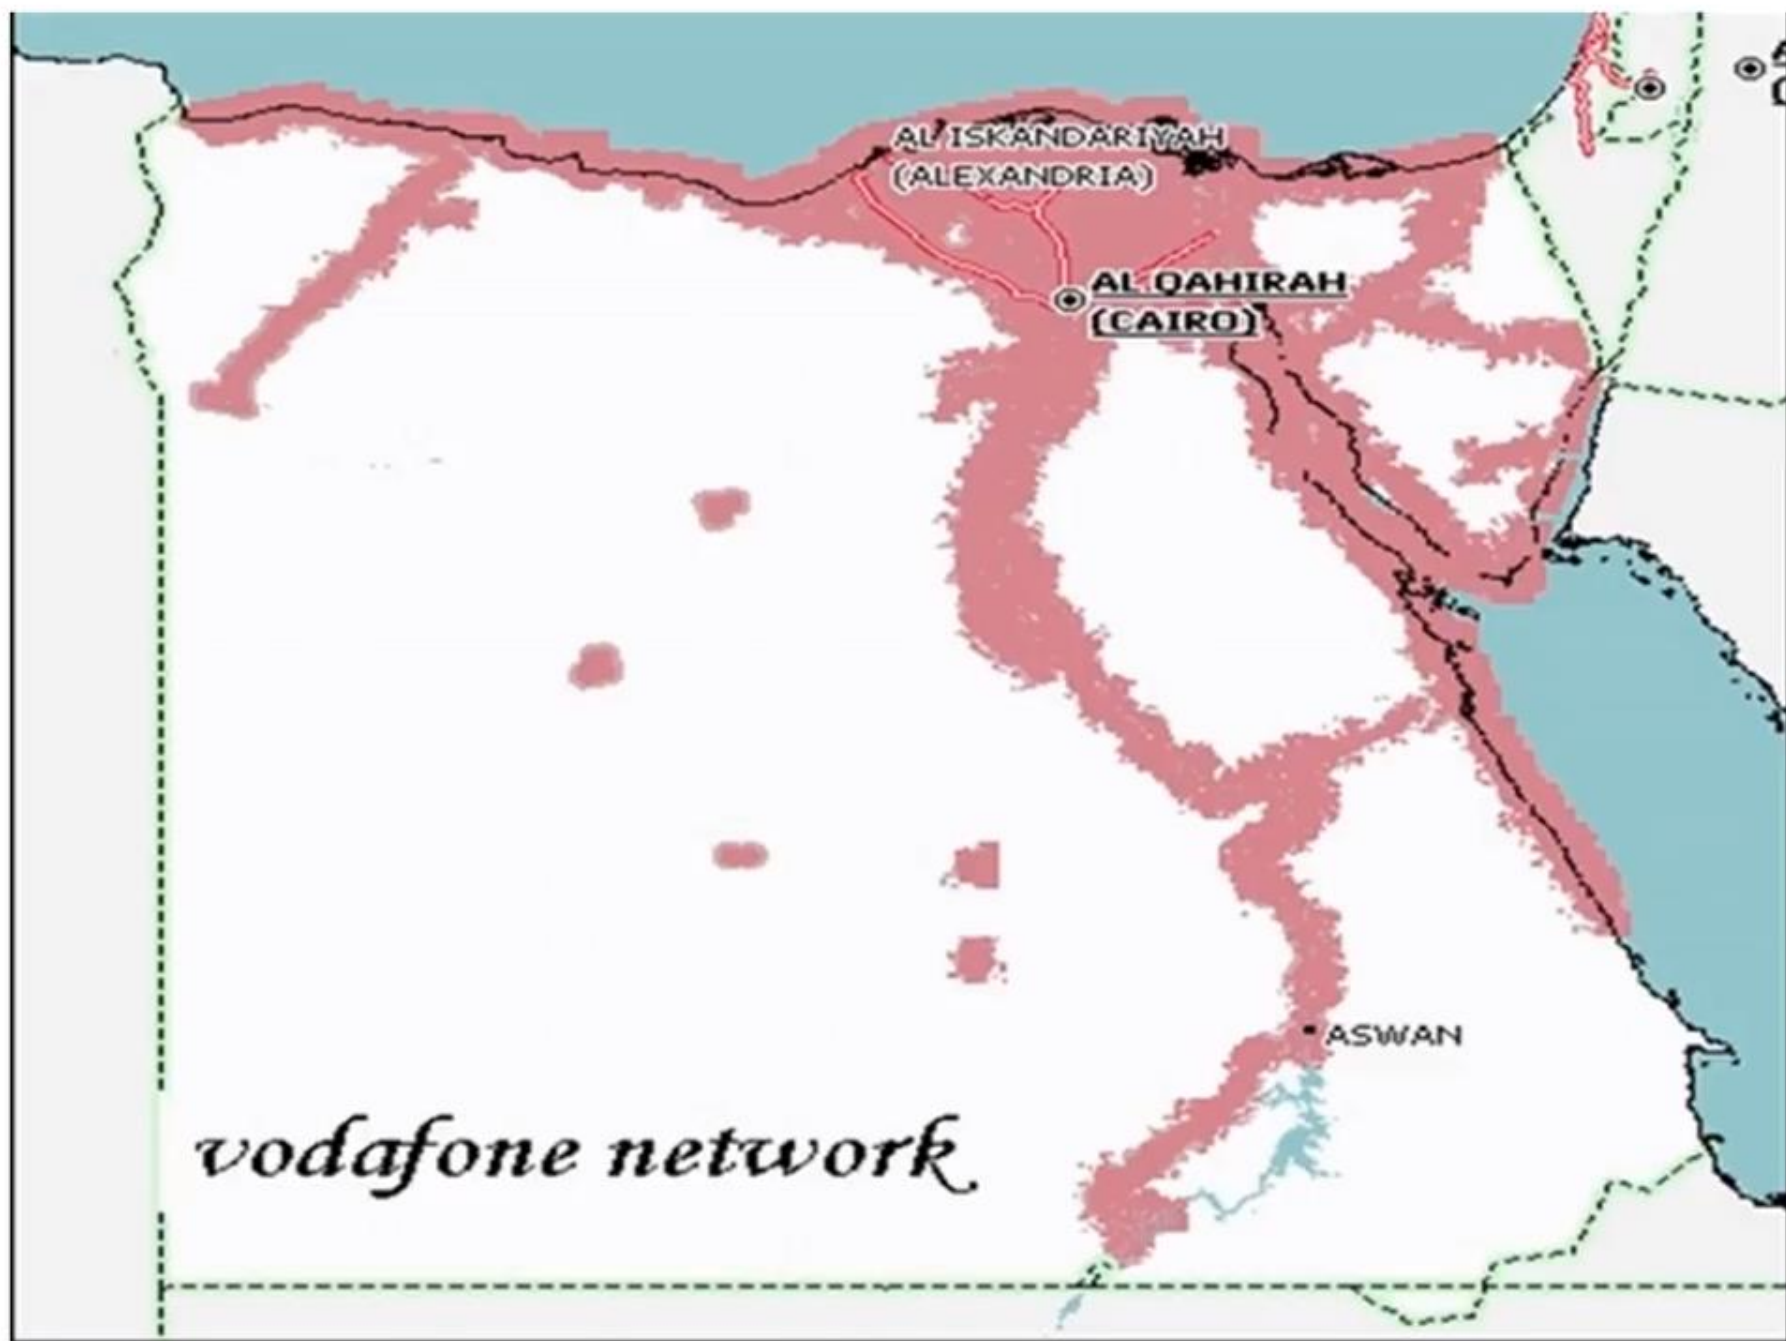 AL ISKANDARIYAH
(ALEXANDRIA)
AL QAHIRAH
(CAIRO)
ASWAN
vodafone network